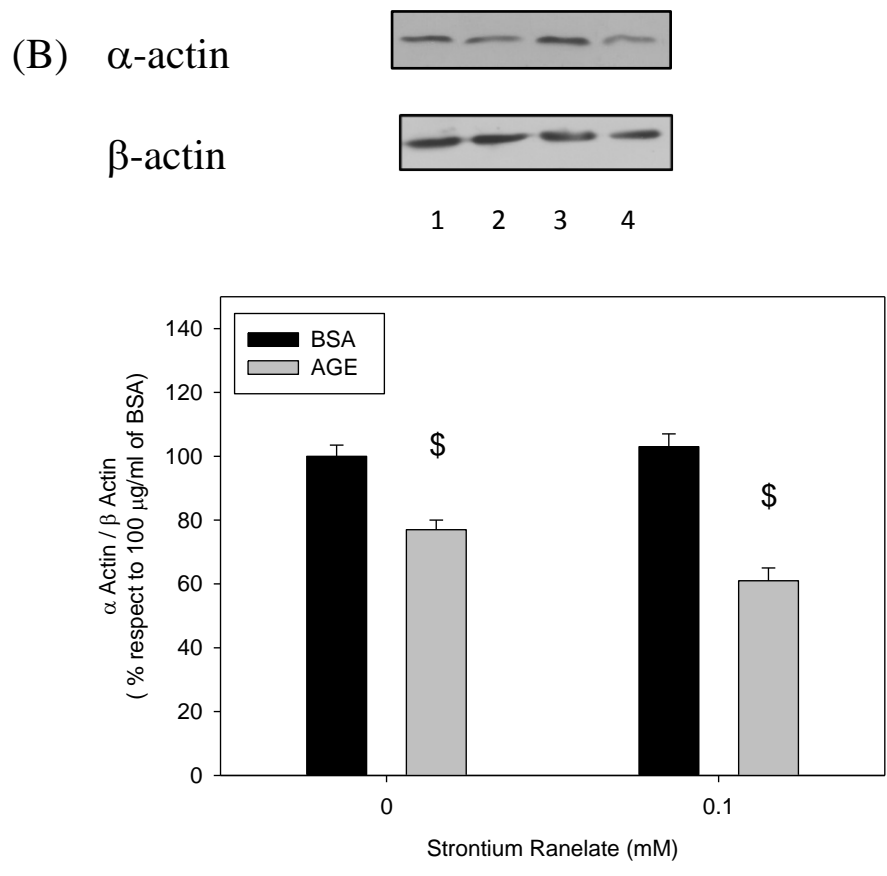 (B) α-actin
β-actin
1 2 3 4
140
120
100
80
60
40
20
0
α Actin / β Actin
( % respect to 100 μg/ml of BSA)
BSA
AGE
$
$
0 0.1
Strontium Ranelate (mM)